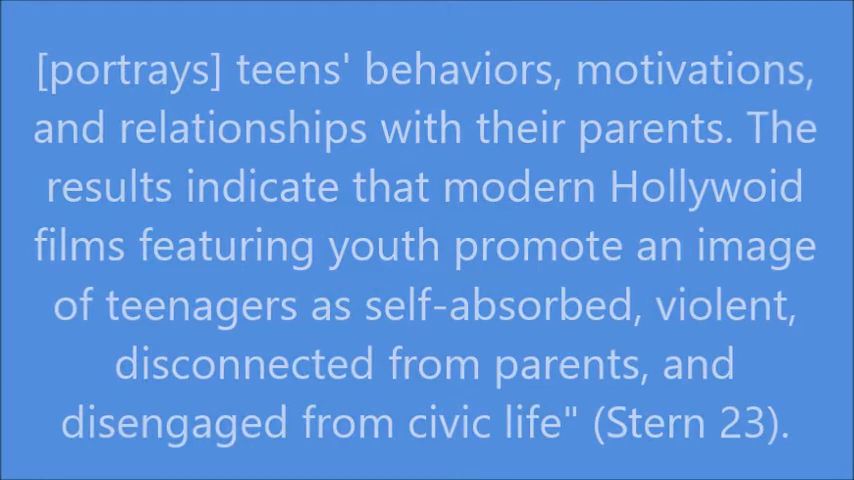 [portrays] teens' behaviors, motivations,
and relationships with their parents. The
results indicate that modern Hollywoid
films featuring youth promote an image
of teenagers as self-absorbed, violent,
disconnected from parents, and
disengaged from civic life" (Stern 23).